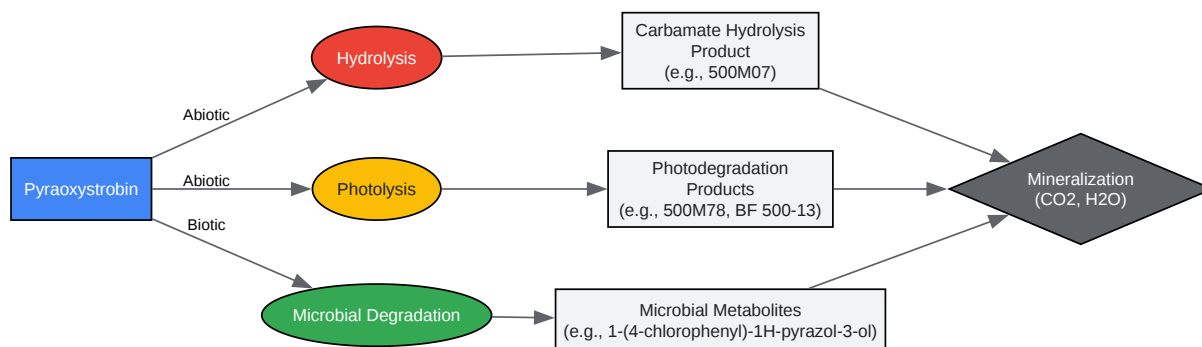 Pyraoxystrobin
Abiotic
Abiotic
Biotic
Hydrolysis
Photolysis
Microbial Degradation
Carbamate Hydrolysis
Product
(e.g., 500M07)
Photodegradation
Products
(e.g., 500M78, BF 500-13)
Microbial Metabolites
(e.g., 1-(4-chlorophenyl)-1H-pyrazol-3-ol)
Mineralization
(CO2, H2O)